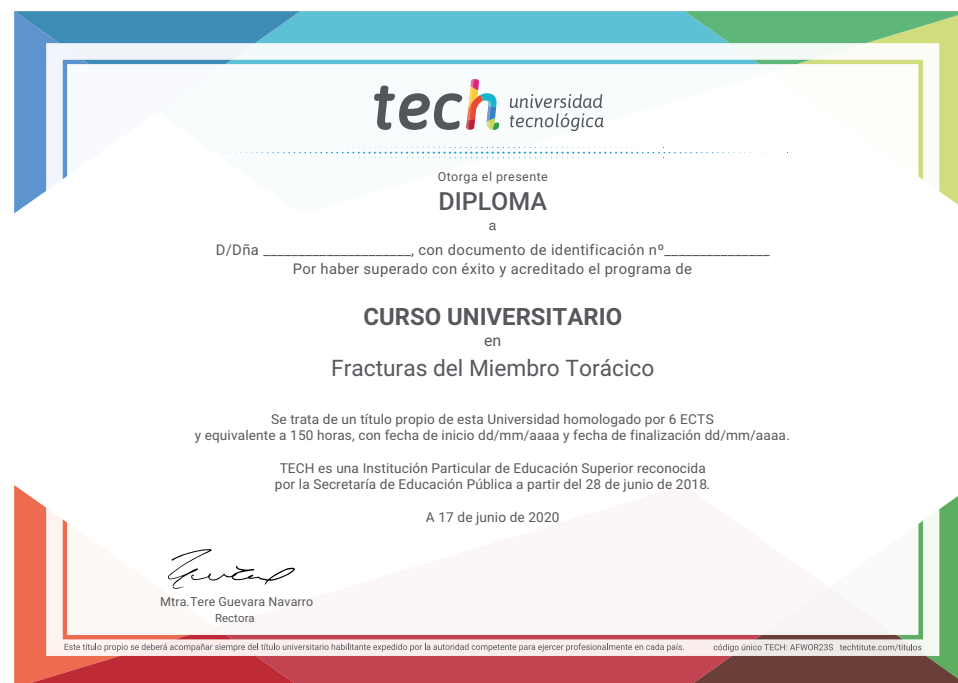 tech universidad
tecnológica
Otorga el presente
DIPLOMA
a
D/Dña ______________________, con documento de identificación nº________________
Por haber superado con éxito y acreditado el programa de
CURSO UNIVERSITARIO
en
Fracturas del Miembro Torácico
Se trata de un título propio de esta Universidad homologado por 6 ECTS
y equivalente a 150 horas, con fecha de inicio dd/mm/aaaa y fecha de finalización dd/mm/aaaa.
TECH es una Institución Particular de Educación Superior reconocida
por la Secretaría de Educación Pública a partir del 28 de junio de 2018.
A 17 de junio de 2020
Mtra.Tere Guevara Navarro
Rectora
Este título propio se deberá acompañar siempre del título universitario habilitante expedido por la autoridad competente para ejercer profesionalmente en cada país. código único TECH: AFWOR23S techtitute.com/titulos